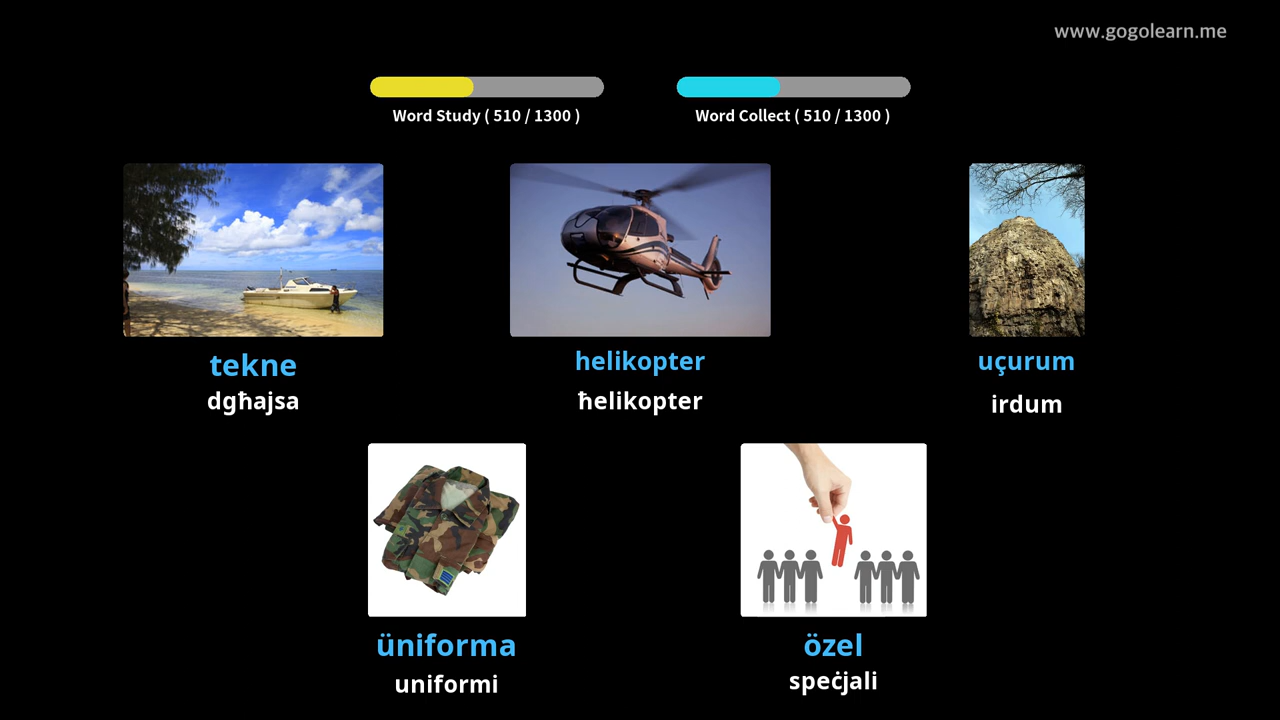 www.gogolearn.me
Word Study ( 510 / 1300 )
Word Collect ( 510 / 1300 )
tekne
dgħajsa
helikopter
ħelikopter
uçurum
irdum
üniforma
uniformi
özel
speċjali